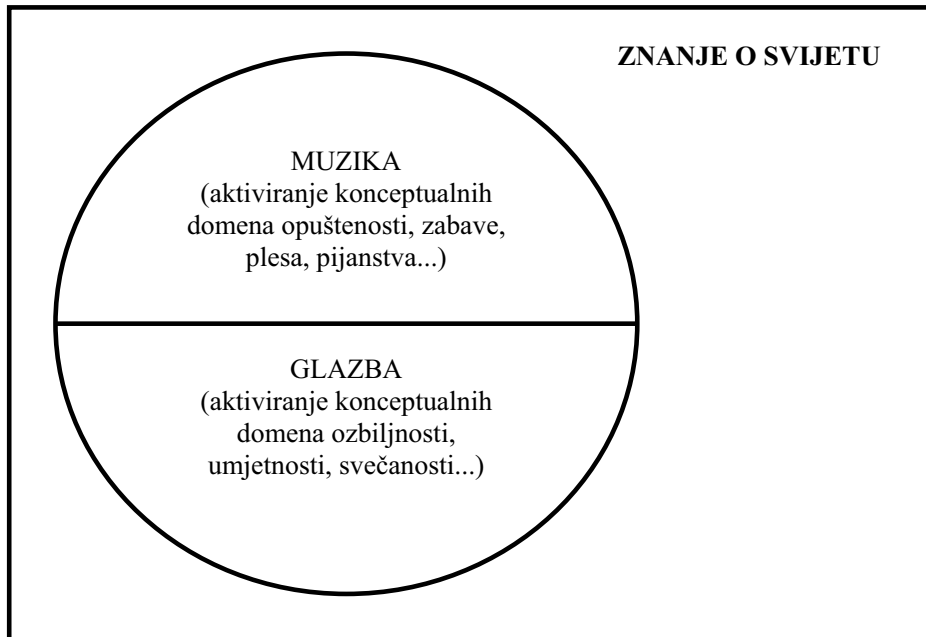 ZNANJE O SVIJETU
MUZIKA
(aktiviranje konceptualnih
domena opuštenosti, zabave,
plesa, pijanstva...)
GLAZBA
(aktiviranje konceptualnih
domena ozbiljnosti,
umjetnosti, svečanosti...)